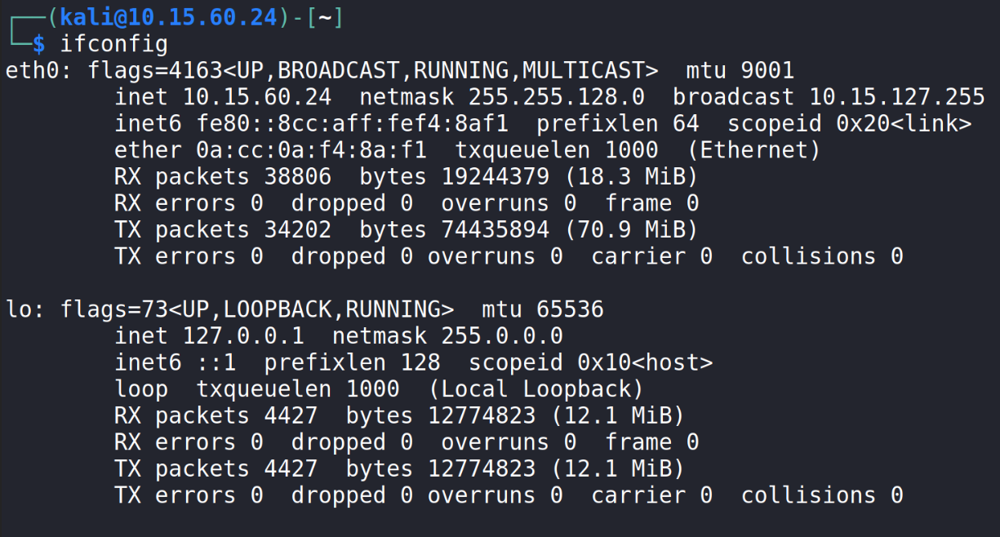 ┌──(kali@10.15.60.24)-[~]
└─$ ifconfig
eth0: flags=4163<UP,BROADCAST,RUNNING,MULTICAST>  mtu 9001
        inet 10.15.60.24  netmask 255.255.128.0  broadcast 10.15.127.255
        inet6 fe80::8cc:aff:fef4:8af1  prefixlen 64  scopeid 0x20<link>
        ether 0a:cc:0a:f4:8a:f1  txqueuelen 1000  (Ethernet)
        RX packets 38806  bytes 19244379 (18.3 MiB)
        RX errors 0  dropped 0  overruns 0  frame 0
        TX packets 34202  bytes 74435894 (70.9 MiB)
        TX errors 0  dropped 0 overruns 0  carrier 0  collisions 0

lo: flags=73<UP,LOOPBACK,RUNNING>  mtu 65536
        inet 127.0.0.1  netmask 255.0.0.0
        inet6 ::1  prefixlen 128  scopeid 0x10<host>
        loop  txqueuelen 1000  (Local Loopback)
        RX packets 4427  bytes 12774823 (12.1 MiB)
        RX errors 0  dropped 0  overruns 0  frame 0
        TX packets 4427  bytes 12774823 (12.1 MiB)
        TX errors 0  dropped 0 overruns 0  carrier 0  collisions 0